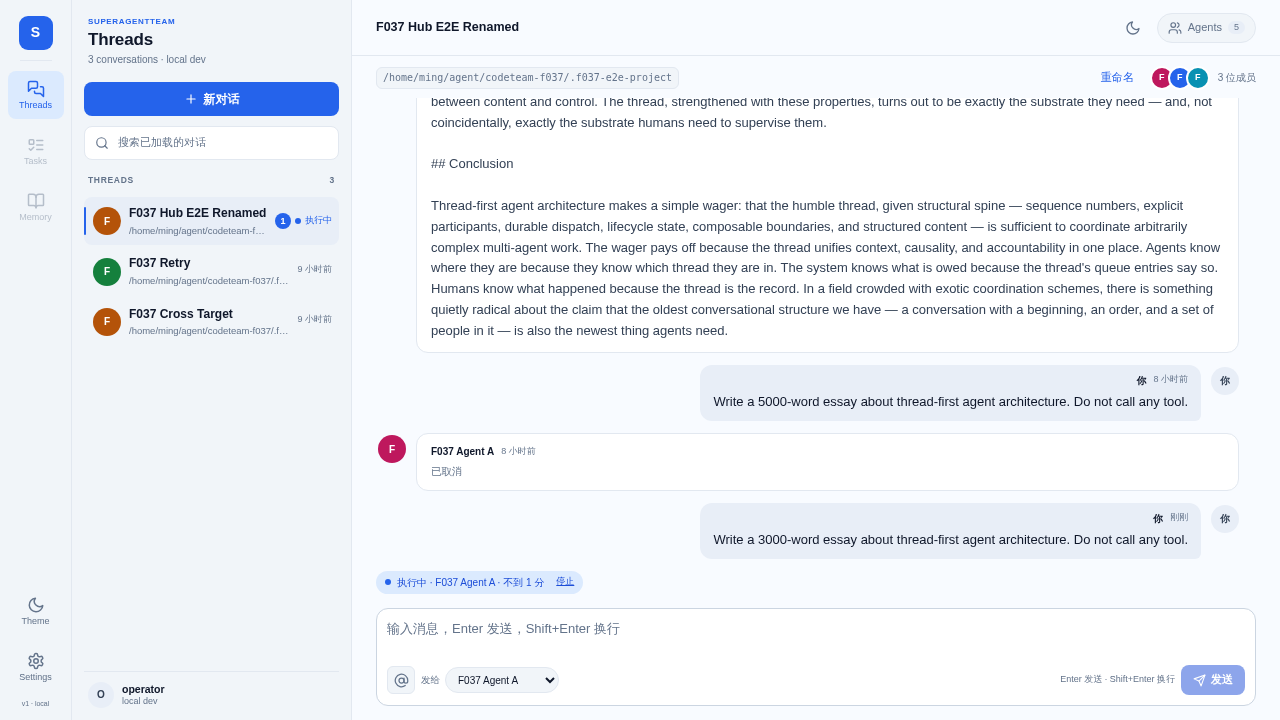 S
Threads
Tasks
Memory
Theme
Settings
v1 · local
SUPERAGENTTEAM
Threads
3 conversations · local dev
新对话
搜索已加载的对话
THREADS 3
F F037 Hub E2E Renamed 1 执行中
/home/ming/agent/codeteam-f…
F F037 Retry 9 小时前
/home/ming/agent/codeteam-f037/.f…
F F037 Cross Target 9 小时前
/home/ming/agent/codeteam-f037/.f…
O operator
local dev
F037 Hub E2E Renamed
Agents 5
/home/ming/agent/codeteam-f037/.f037-e2e-project 重命名 F F F 3 位成员
between content and control. The thread, strengthened with these properties, turns out to be exactly the substrate they need — and, not
coincidentally, exactly the substrate humans need to supervise them.
## Conclusion
Thread-first agent architecture makes a simple wager: that the humble thread, given structural spine — sequence numbers, explicit
participants, durable dispatch, lifecycle state, composable boundaries, and structured content — is sufficient to coordinate arbitrarily
complex multi-agent work. The wager pays off because the thread unifies context, causality, and accountability in one place. Agents know
where they are because they know which thread they are in. The system knows what is owed because the thread's queue entries say so.
Humans know what happened because the thread is the record. In a field crowded with exotic coordination schemes, there is something
quietly radical about the claim that the oldest conversational structure we have — a conversation with a beginning, an order, and a set of
people in it — is also the newest thing agents need.
你 8 小时前 你
Write a 5000-word essay about thread-first agent architecture. Do not call any tool.
F F037 Agent A 8 小时前
已取消
你 刚刚 你
Write a 3000-word essay about thread-first agent architecture. Do not call any tool.
执行中 · F037 Agent A · 不到 1 分 停止
输入消息，Enter 发送，Shift+Enter 换行
发给 F037 Agent A Enter 发送 · Shift+Enter 换行 发送